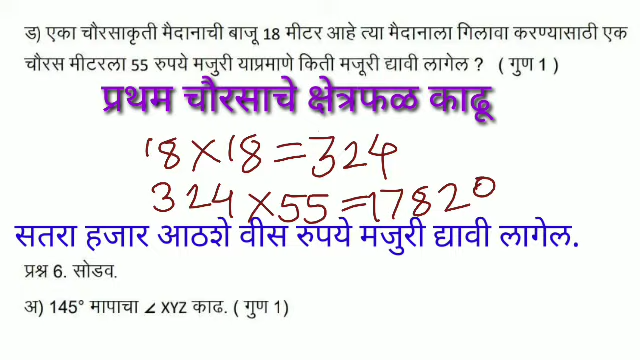 ड) एका चौरसाकृती मैदानाची बाजू 18 मीटर आहे त्या मैदानाला गिलावा करण्यासाठी एक
चौरस मीटरला 55 रुपये मजुरी याप्रमाणे किती मजूरी द्यावी लागेल ? ( गुण 1 )
प्रथम चौरसाचे क्षेत्रफळ काढू
18 × 18 = 324
324 × 55 = 17820
सतरा हजार आठशे वीस रुपये मजुरी द्यावी लागेल.
प्रश्न 6. सोडव.
अ) 145° मापाचा ∠ XYZ काढ. ( गुण 1)